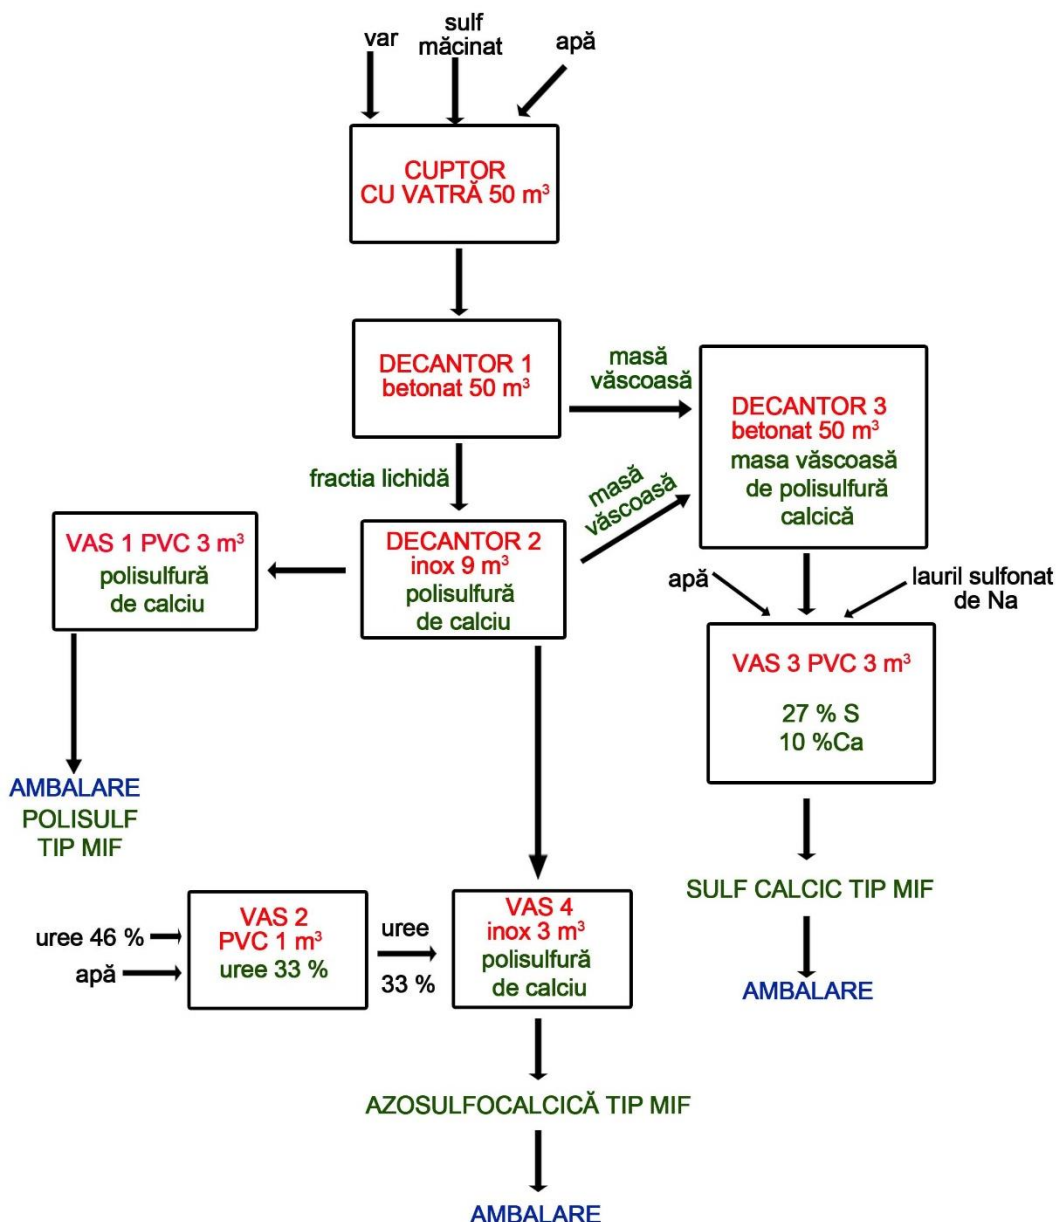 var
sulf
măcinat
apă
CUPTOR
CU VATRĂ 50 m³
DECANTOR 1
betonat 50 m³
masă
văscoasă
DECANTOR 3
betonat 50 m³
masa văscoasă
de polisulfură
calcică
fractia lichidă
masă
văscoasă
VAS 1 PVC 3 m³
polisulfură
de calciu
DECANTOR 2
inox 9 m³
polisulfură
de calciu
apă
lauril sulfonat
de Na
VAS 3 PVC 3 m³
27 % S
10 %Ca
AMBALARE
POLISULF
TIP MIF
SULF CALCIC TIP MIF
AMBALARE
uree 46 %
apă
VAS 2
PVC 1 m³
uree 33 %
uree
33 %
VAS 4
inox 3 m³
polisulfură
de calciu
AZOSULFOCALCICĂ TIP MIF
AMBALARE